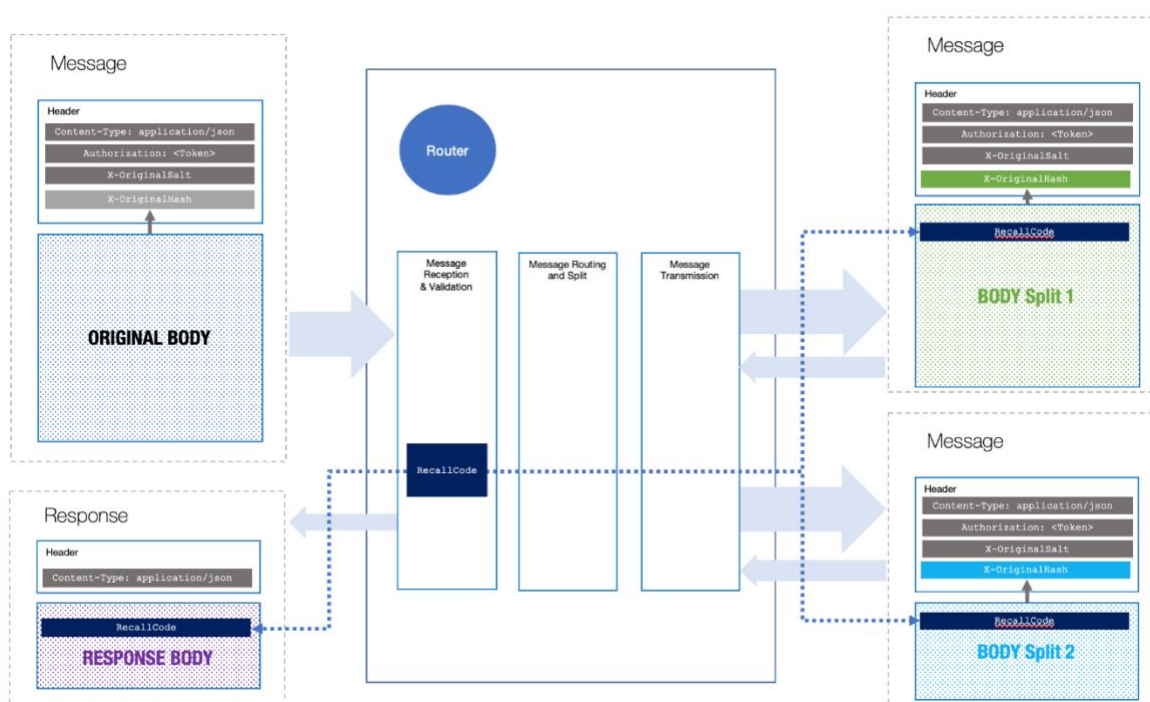 Message
Header
Content-Type: application/json
Authorization: <Token>
X-OriginalSalt
X-OriginalHash
ORIGINAL BODY
Response
Header
Content-Type: application/json
RecallCode
RESPONSE BODY
Router
Message
Reception
& Validation
RecallCode
Message Routing
and Split
Message
Transmission
Message
Header
Content-Type: application/json
Authorization: <Token>
X-OriginalSalt
X-OriginalHash
RecallCode
BODY Split 1
Message
Header
Content-Type: application/json
Authorization: <Token>
X-OriginalSalt
X-OriginalHash
RecallCode
BODY Split 2